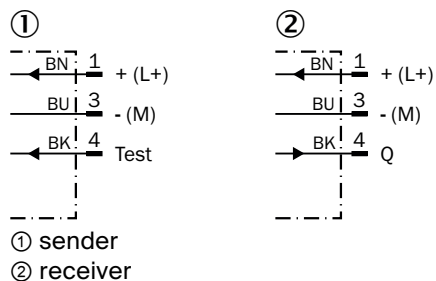 ① ②
BN 1 + (L+) BN 1 + (L+)
BU 3 - (M) BU 3 - (M)
BK 4 Test BK 4 Q
① sender
② receiver